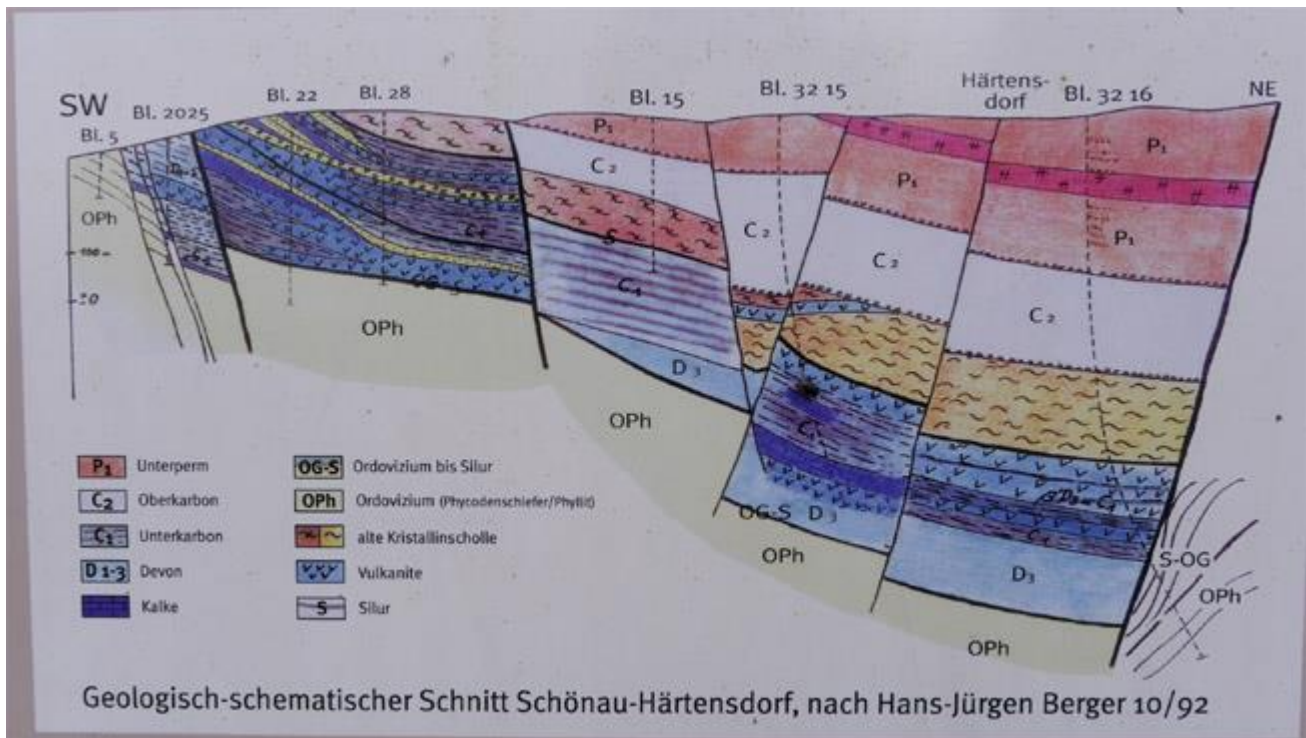 SW
Bl. 5
Bl. 2025
Bl. 22
Bl. 28
Bl. 15
Bl. 32 15
Härtens-
dorf
Bl. 32 16
NE
P₁
P₁
C₂
C₂
P₁
P₁
OPh
C₂
S
C₁
C₁
C₂
OPh
D₃
C₁
C₂
OPh
OG-S D₃
OPh
D₃
S-OG
OPh
OPh
P₁ Unterperm
C₂ Oberkarbon
C₁ Unterkarbon
D 1-3 Devon
Kalke
OG-S Ordovizium bis Silur
OPh Ordovizium (Phycodenschiefer/Phyllit)
alte Kristallinscholle
Vulkanite
S Silur
Geologisch-schematischer Schnitt Schönau-Härtensdorf, nach Hans-Jürgen Berger 10/92